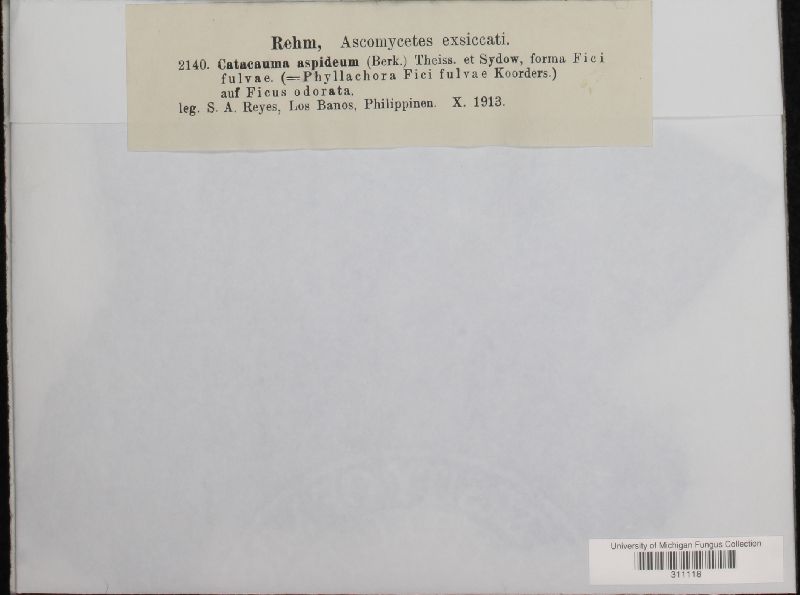 Rehm, Ascomycetes exsiccati.
2140. Catacauma aspideum (Berk.) Theiss. et Sydow, forma Fici
fulvae. (=Phyllachora Fici fulvae Koorders.)
auf Ficus odorata.
leg. S. A. Reyes, Los Banos, Philippinen. X. 1913.
University of Michigan Fungus Collection
311118